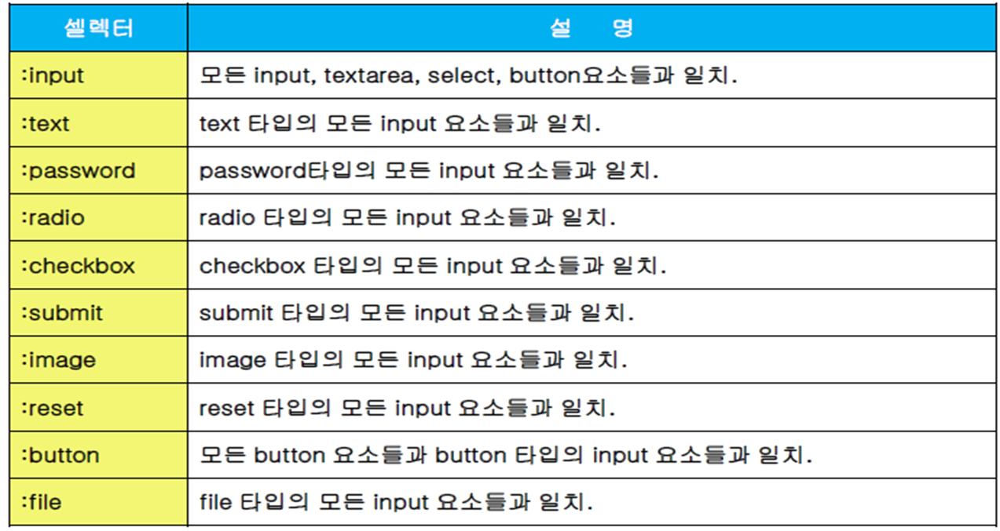 셀렉터 설 명
:input 모든 input, textarea, select, button요소들과 일치.
:text text 타입의 모든 input 요소들과 일치.
:password password타입의 모든 input 요소들과 일치.
:radio radio 타입의 모든 input 요소들과 일치.
:checkbox checkbox 타입의 모든 input 요소들과 일치.
:submit submit 타입의 모든 input 요소들과 일치.
:image image 타입의 모든 input 요소들과 일치.
:reset reset 타입의 모든 input 요소들과 일치.
:button 모든 button 요소들과 button 타입의 input 요소들과 일치.
:file file 타입의 모든 input 요소들과 일치.